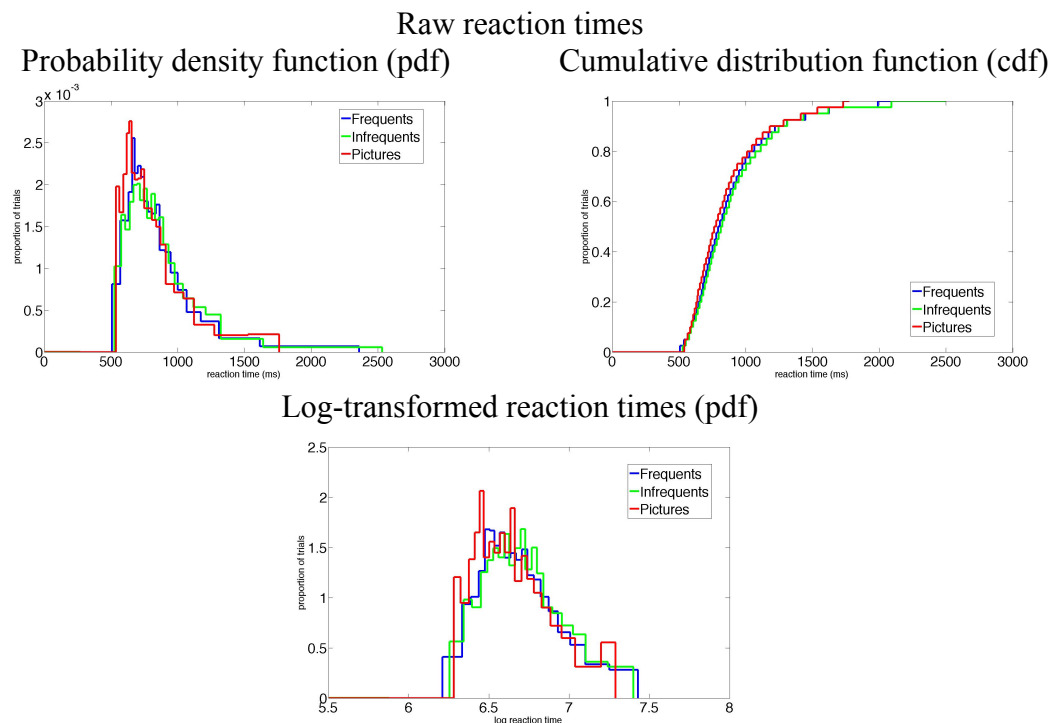 Raw reaction times
Probability density function (pdf)
Cumulative distribution function (cdf)
3 x 10⁻³
2.5
2
1.5
1
0.5
0
0 500 1000 1500 2000 2500 3000
proportion of trials
reaction time (ms)
Frequents
Infrequents
Pictures
1
0.8
0.6
0.4
0.2
0
0 500 1000 1500 2000 2500 3000
proportion of trials
reaction time (ms)
Frequents
Infrequents
Pictures
Log-transformed reaction times (pdf)
2.5
2
1.5
1
0.5
0
5.5 6 6.5 7 7.5 8
proportion of trials
log reaction time
Frequents
Infrequents
Pictures